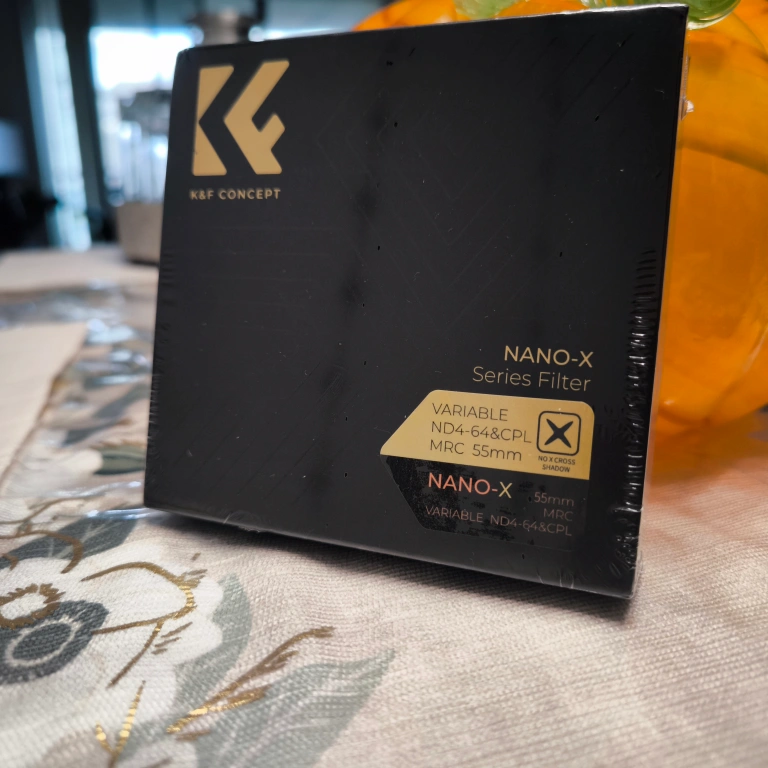 K&F CONCEPT
NANO-X
Series Filter
VARIABLE
ND4-64&CPL
MRC 55mm
NO X CROSS
SHADOW
NANO-X
55mm
MRC
VARIABLE ND4-64&CPL